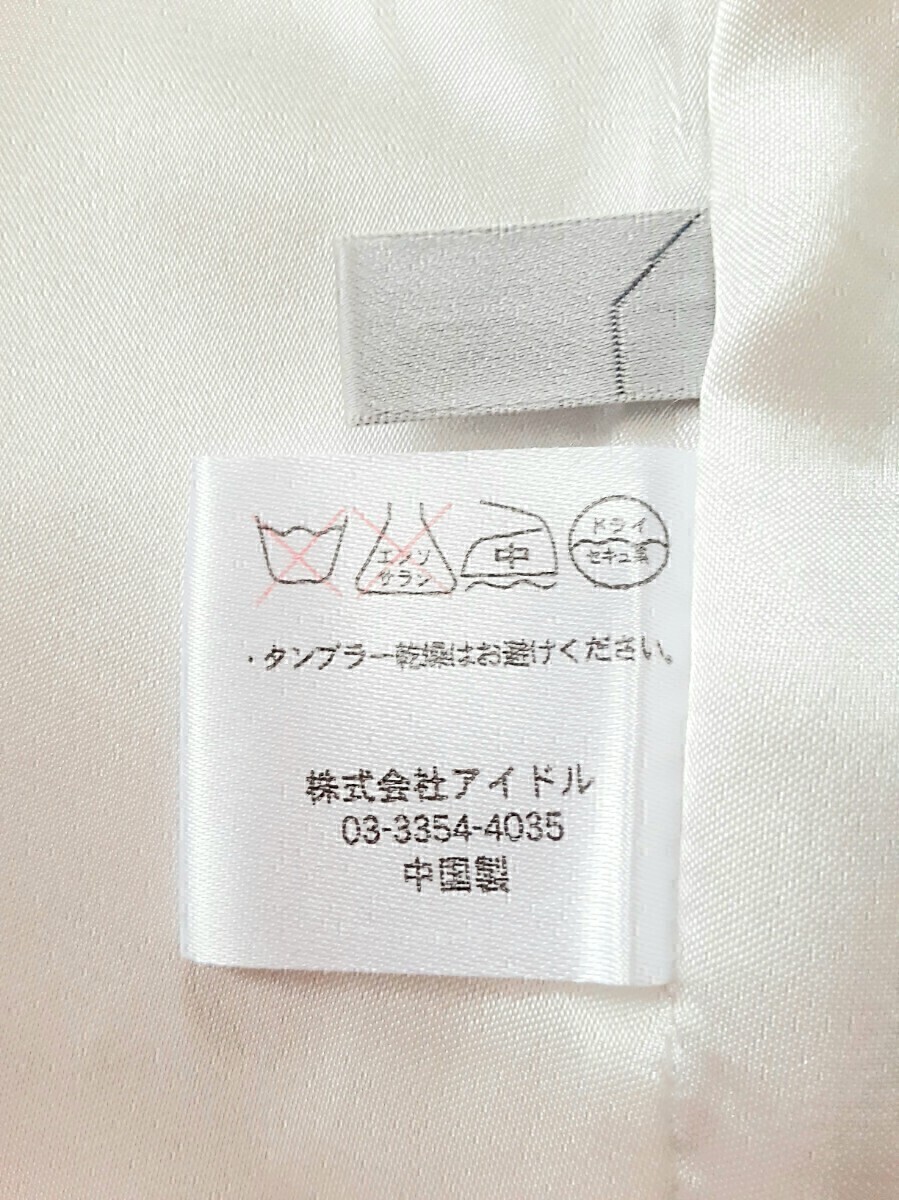 エンソ
サラシ
中
ドライ
セキユ系
・タンブラー乾燥はお避けください。
株式会社アイドル
03-3354-4035
中国製